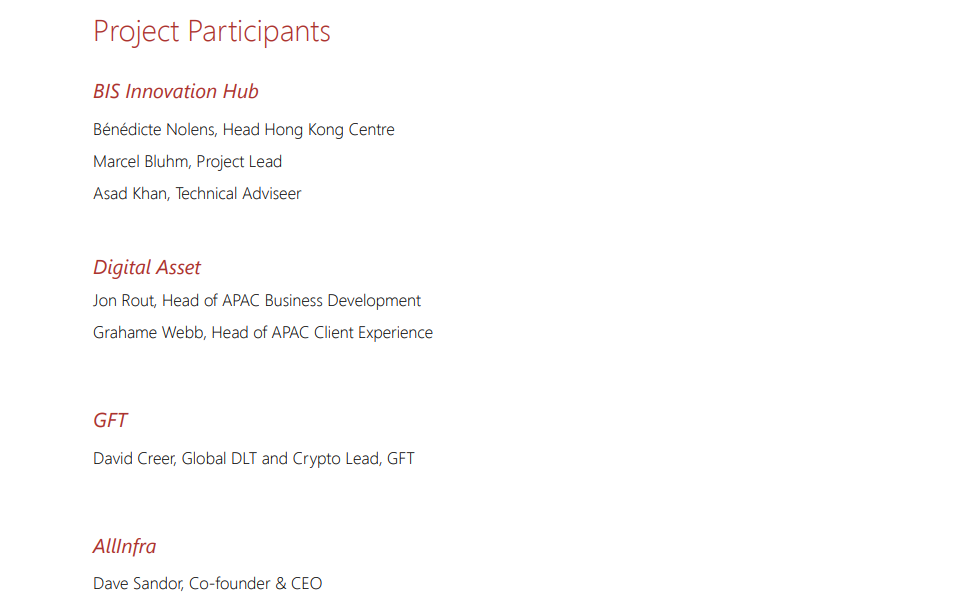 Project Participants
BIS Innovation Hub
Bénédicte Nolens, Head Hong Kong Centre
Marcel Bluhm, Project Lead
Asad Khan, Technical Adviseer
Digital Asset
Jon Rout, Head of APAC Business Development
Grahame Webb, Head of APAC Client Experience
GFT
David Creer, Global DLT and Crypto Lead, GFT
AllInfra
Dave Sandor, Co-founder & CEO